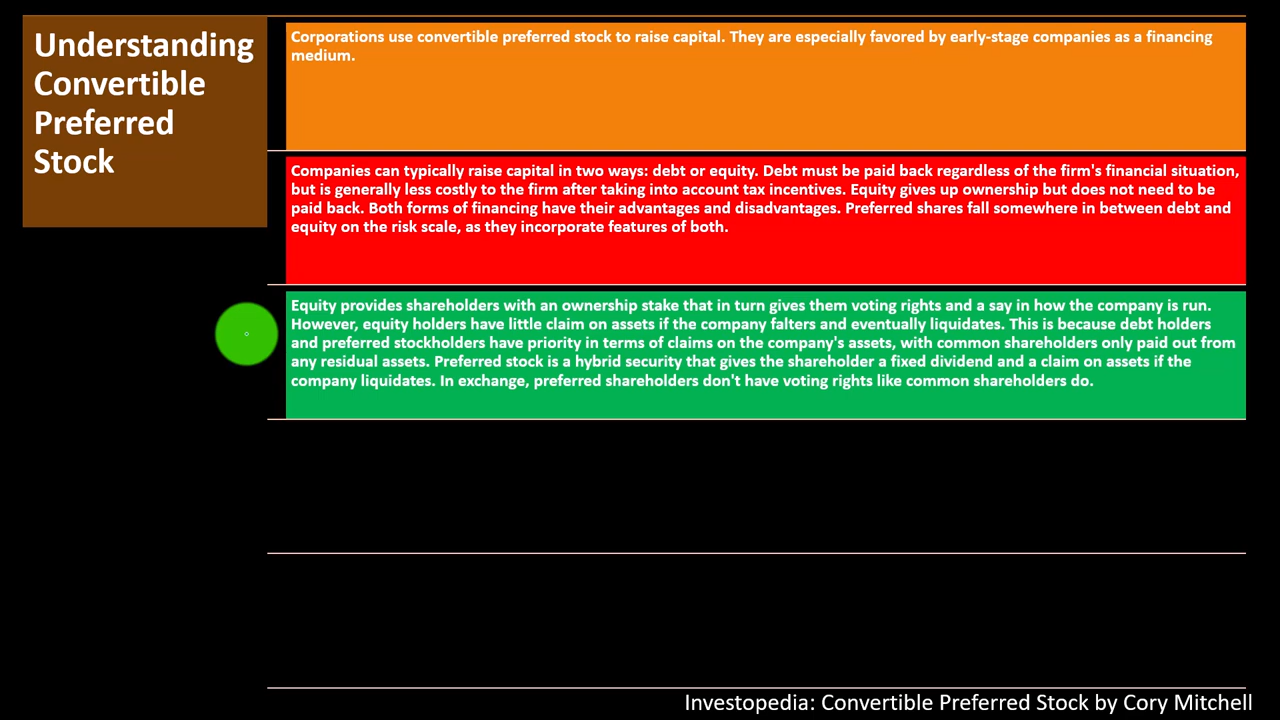 Understanding
Convertible
Preferred
Stock
Corporations use convertible preferred stock to raise capital. They are especially favored by early-stage companies as a financing
medium.
Companies can typically raise capital in two ways: debt or equity. Debt must be paid back regardless of the firm's financial situation,
but is generally less costly to the firm after taking into account tax incentives. Equity gives up ownership but does not need to be
paid back. Both forms of financing have their advantages and disadvantages. Preferred shares fall somewhere in between debt and
equity on the risk scale, as they incorporate features of both.
Equity provides shareholders with an ownership stake that in turn gives them voting rights and a say in how the company is run.
However, equity holders have little claim on assets if the company falters and eventually liquidates. This is because debt holders
and preferred stockholders have priority in terms of claims on the company's assets, with common shareholders only paid out from
any residual assets. Preferred stock is a hybrid security that gives the shareholder a fixed dividend and a claim on assets if the
company liquidates. In exchange, preferred shareholders don't have voting rights like common shareholders do.
Investopedia: Convertible Preferred Stock by Cory Mitchell